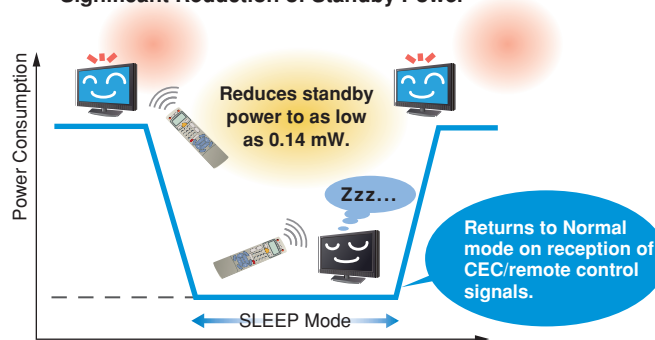 Significant Reduction of Standby Power
Power Consumption
Reduces standby
power to as low
as 0.14 mW.
Zzz...
Returns to Normal
mode on reception of
CEC/remote control
signals.
SLEEP Mode